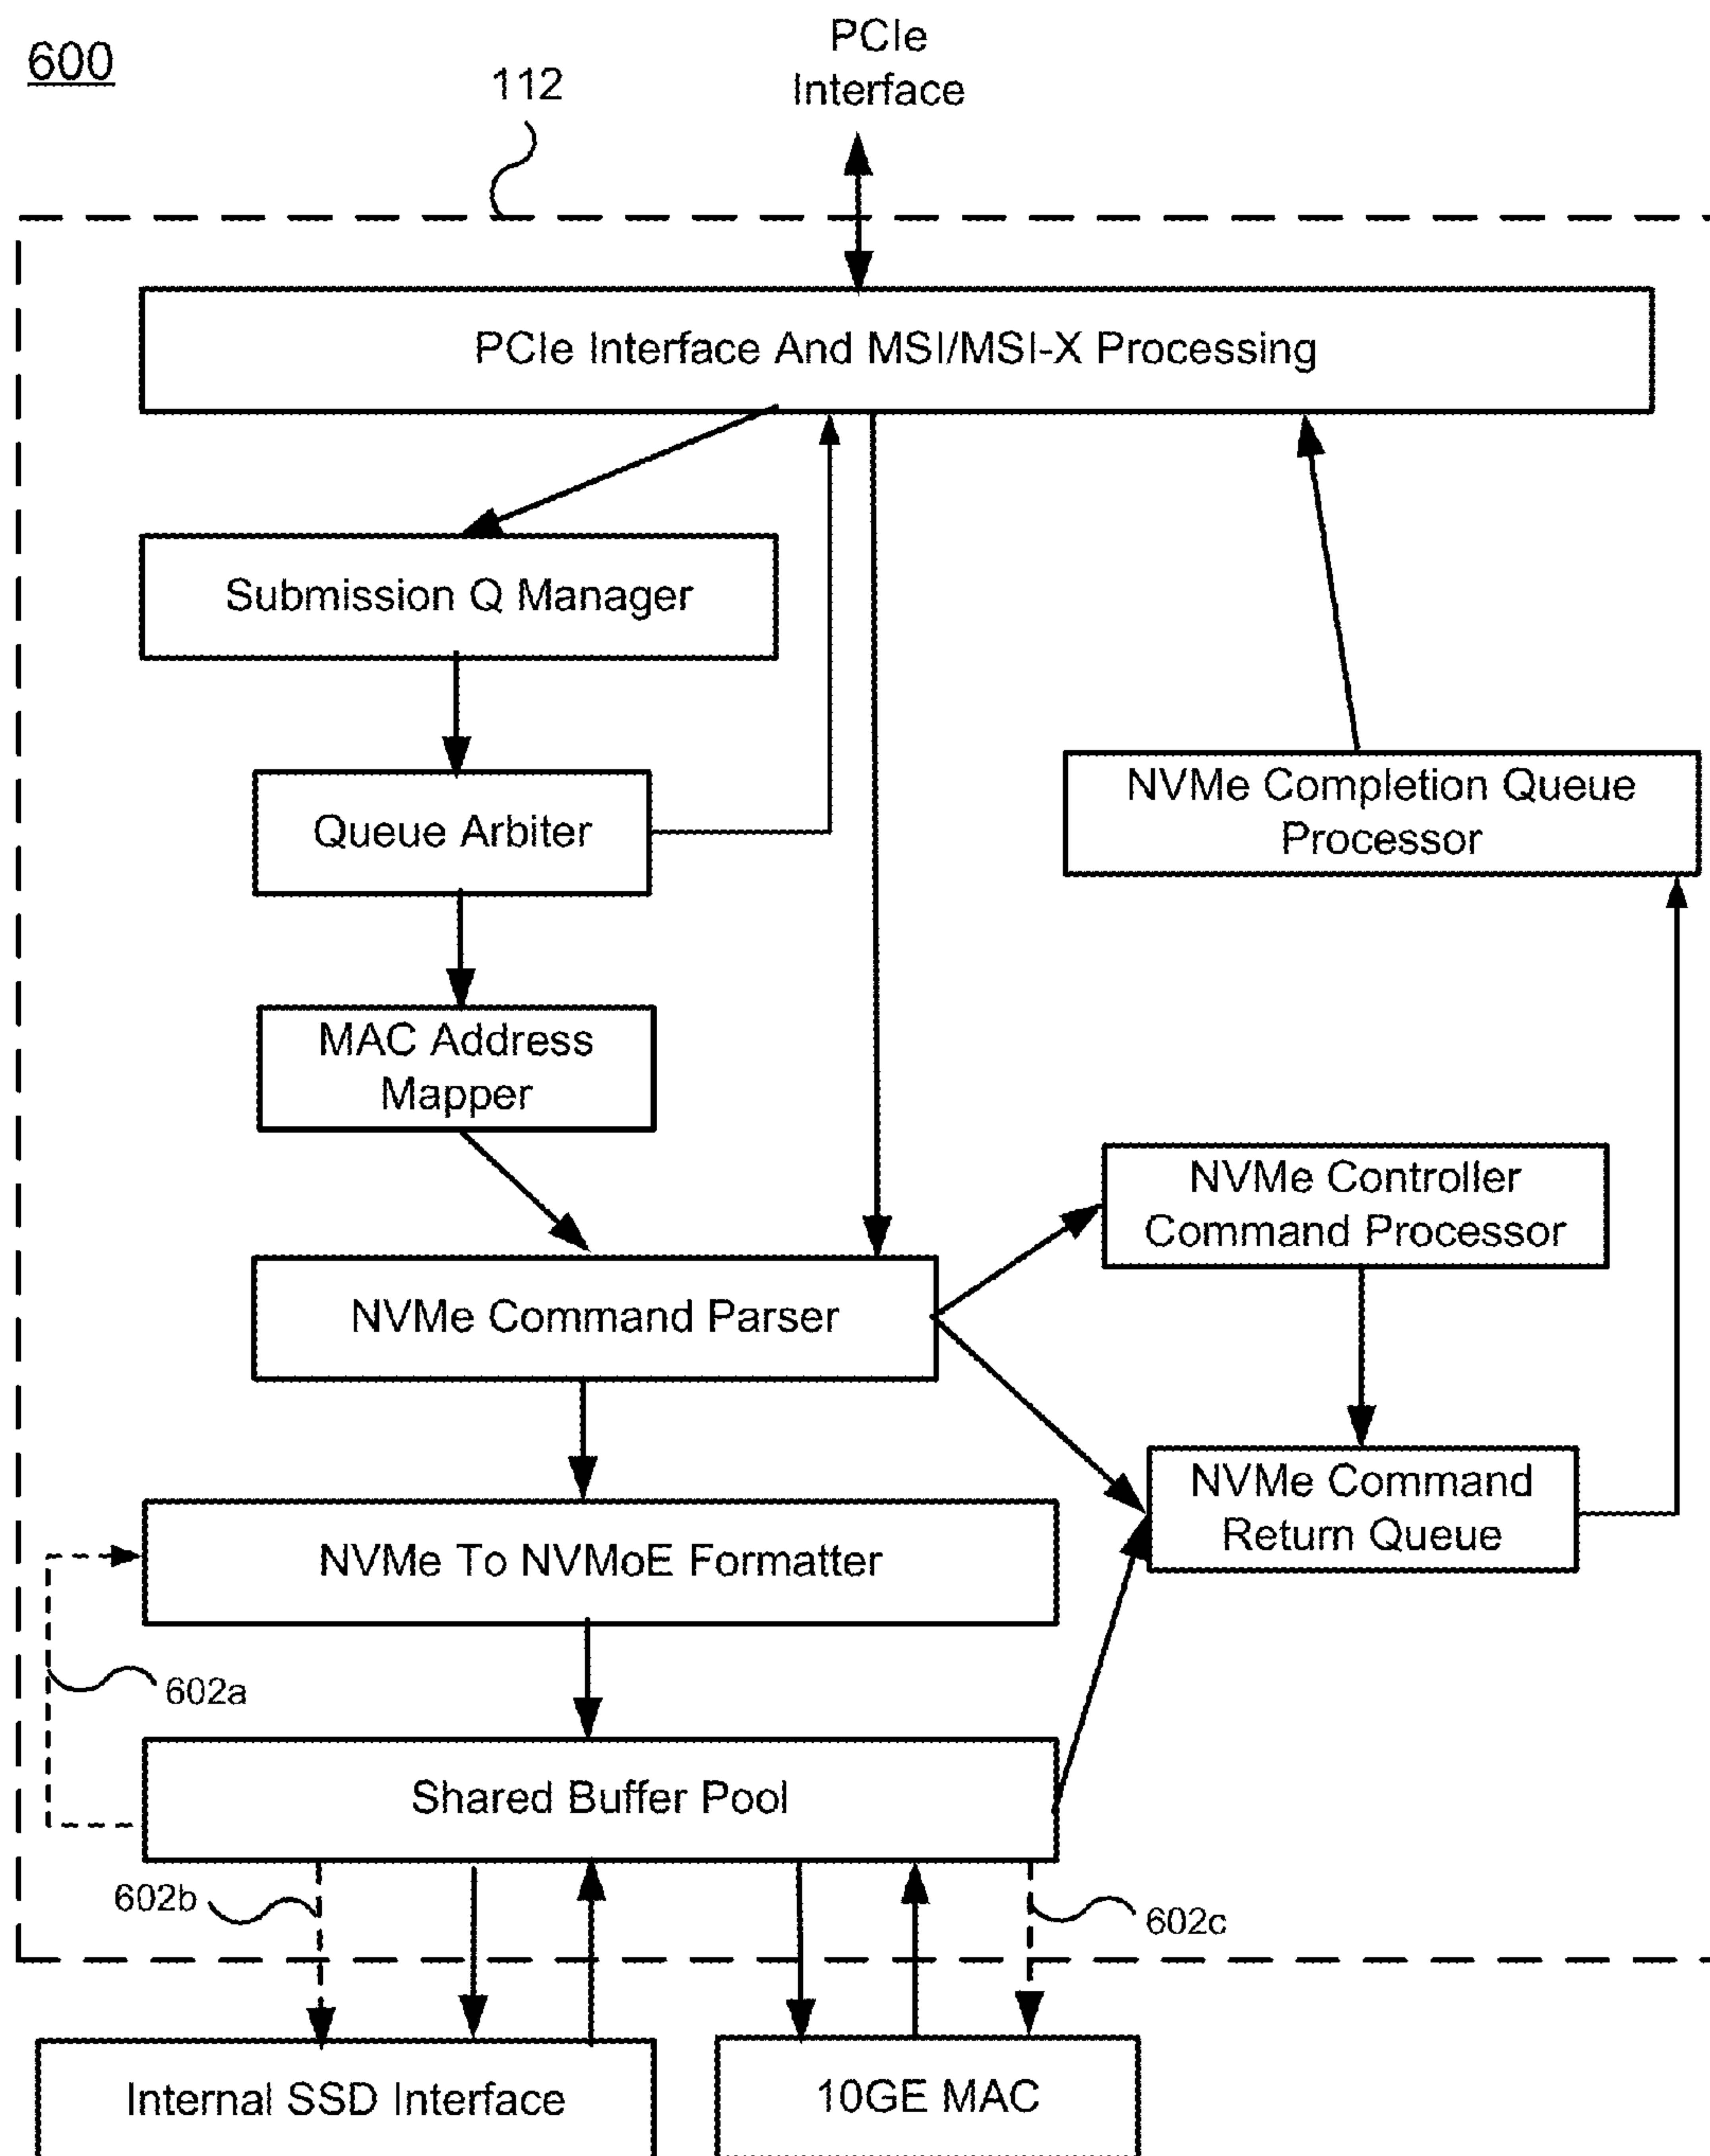 600
112
PCIe
Interface
PCIe Interface And MSI/MSI-X Processing
Submission Q Manager
Queue Arbiter
NVMe Completion Queue
Processor
MAC Address
Mapper
NVMe Controller
Command Processor
NVMe Command Parser
NVMe Command
Return Queue
NVMe To NVMoE Formatter
602a
Shared Buffer Pool
602b
602c
Internal SSD Interface
10GE MAC